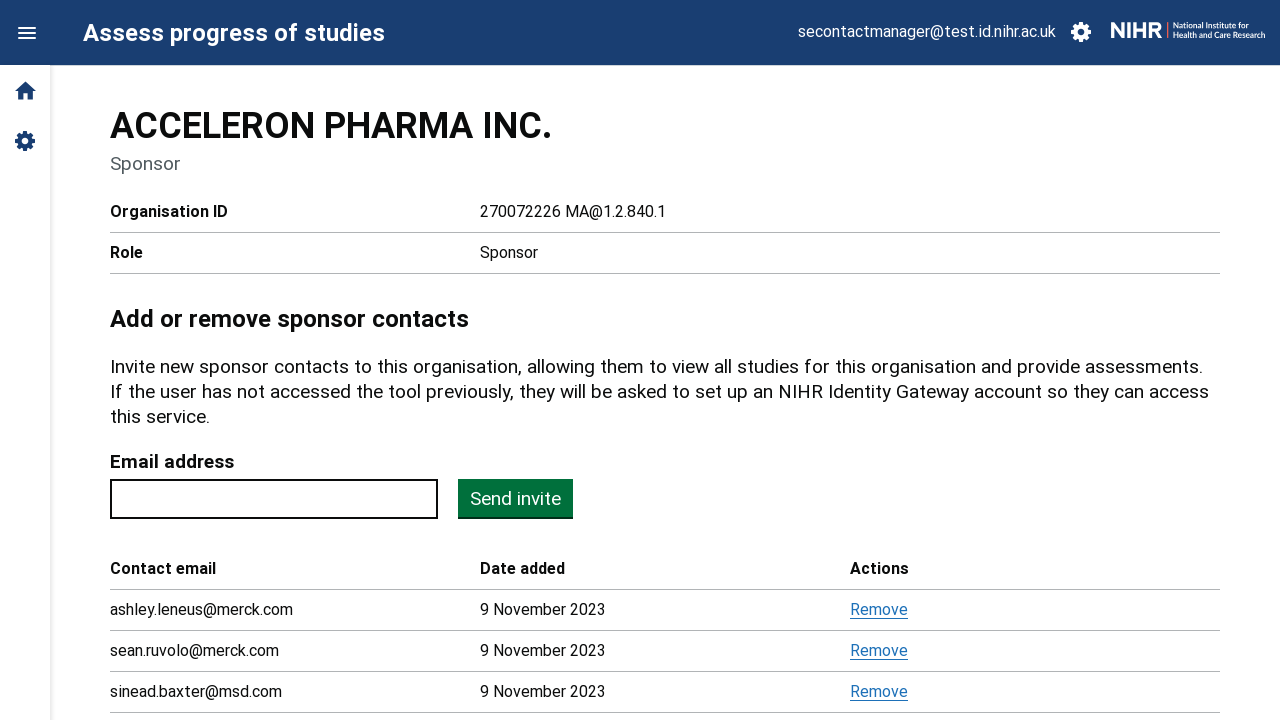 Assess progress of studies
secontactmanager@test.id.nihr.ac.uk
NIHR | National Institute for
Health and Care Research
ACCELERON PHARMA INC.
Sponsor
Organisation ID 270072226 MA@1.2.840.1
Role Sponsor
Add or remove sponsor contacts
Invite new sponsor contacts to this organisation, allowing them to view all studies for this organisation and provide assessments.
If the user has not accessed the tool previously, they will be asked to set up an NIHR Identity Gateway account so they can access
this service.
Email address
Send invite
Contact email Date added Actions
ashley.leneus@merck.com 9 November 2023 Remove
sean.ruvolo@merck.com 9 November 2023 Remove
sinead.baxter@msd.com 9 November 2023 Remove